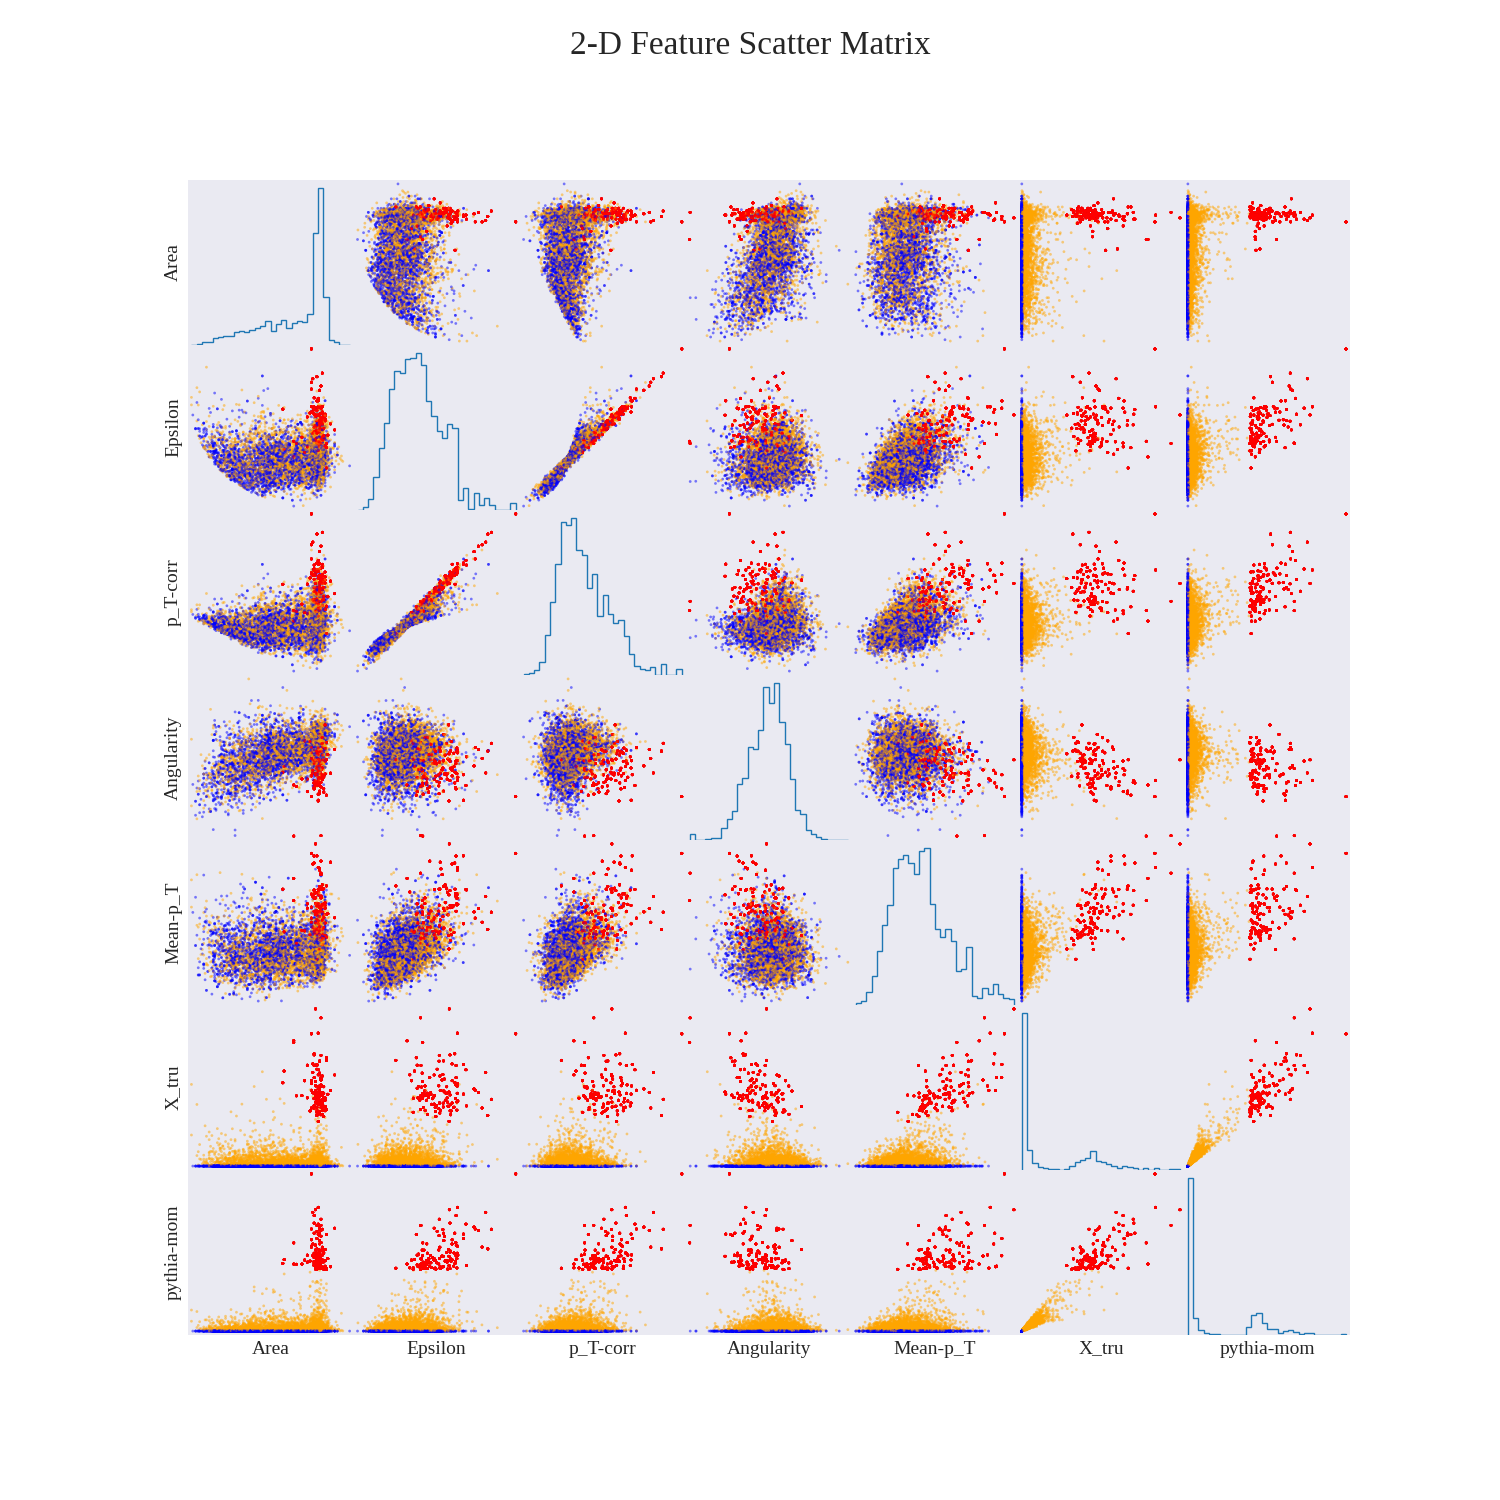 2-D Feature Scatter Matrix
Area
Epsilon
p_T-corr
Angularity
Mean-p_T
X_tru
pythia-mom
Area
Epsilon
p_T-corr
Angularity
Mean-p_T
X_tru
pythia-mom